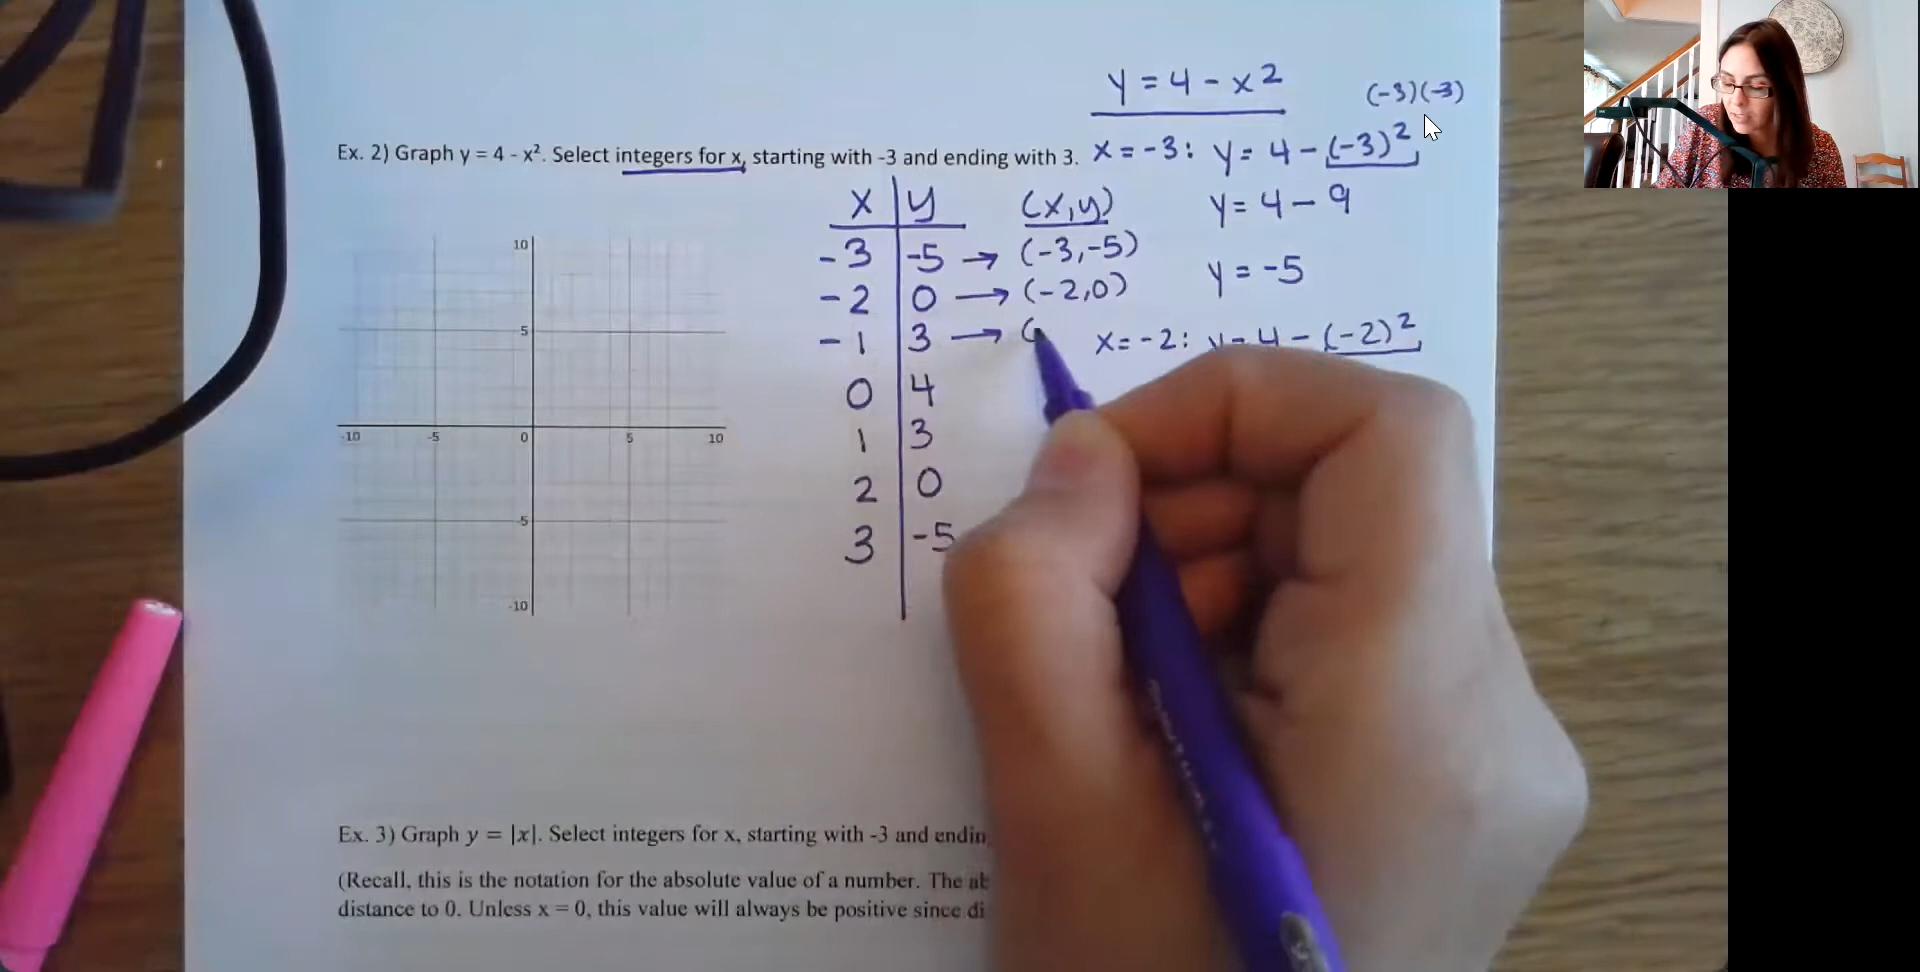 y = 4 - x²
(-3)(-3)
Ex. 2) Graph y = 4 - x². Select integers for x, starting with -3 and ending with 3.
x = -3: y = 4 - (-3)²
x | y (x,y)
y = 4 - 9
-3 | -5 → (-3,-5)
y = -5
-2 | 0 → (-2,0)
-1 | 3 → (
x = -2: y = 4 - (-2)²
0 | 4
1 | 3
2 | 0
3 | -5
10
5
-10 -5 0 5 10
-5
-10
Ex. 3) Graph y = |x|. Select integers for x, starting with -3 and endin
(Recall, this is the notation for the absolute value of a number. The ab
distance to 0. Unless x = 0, this value will always be positive since di